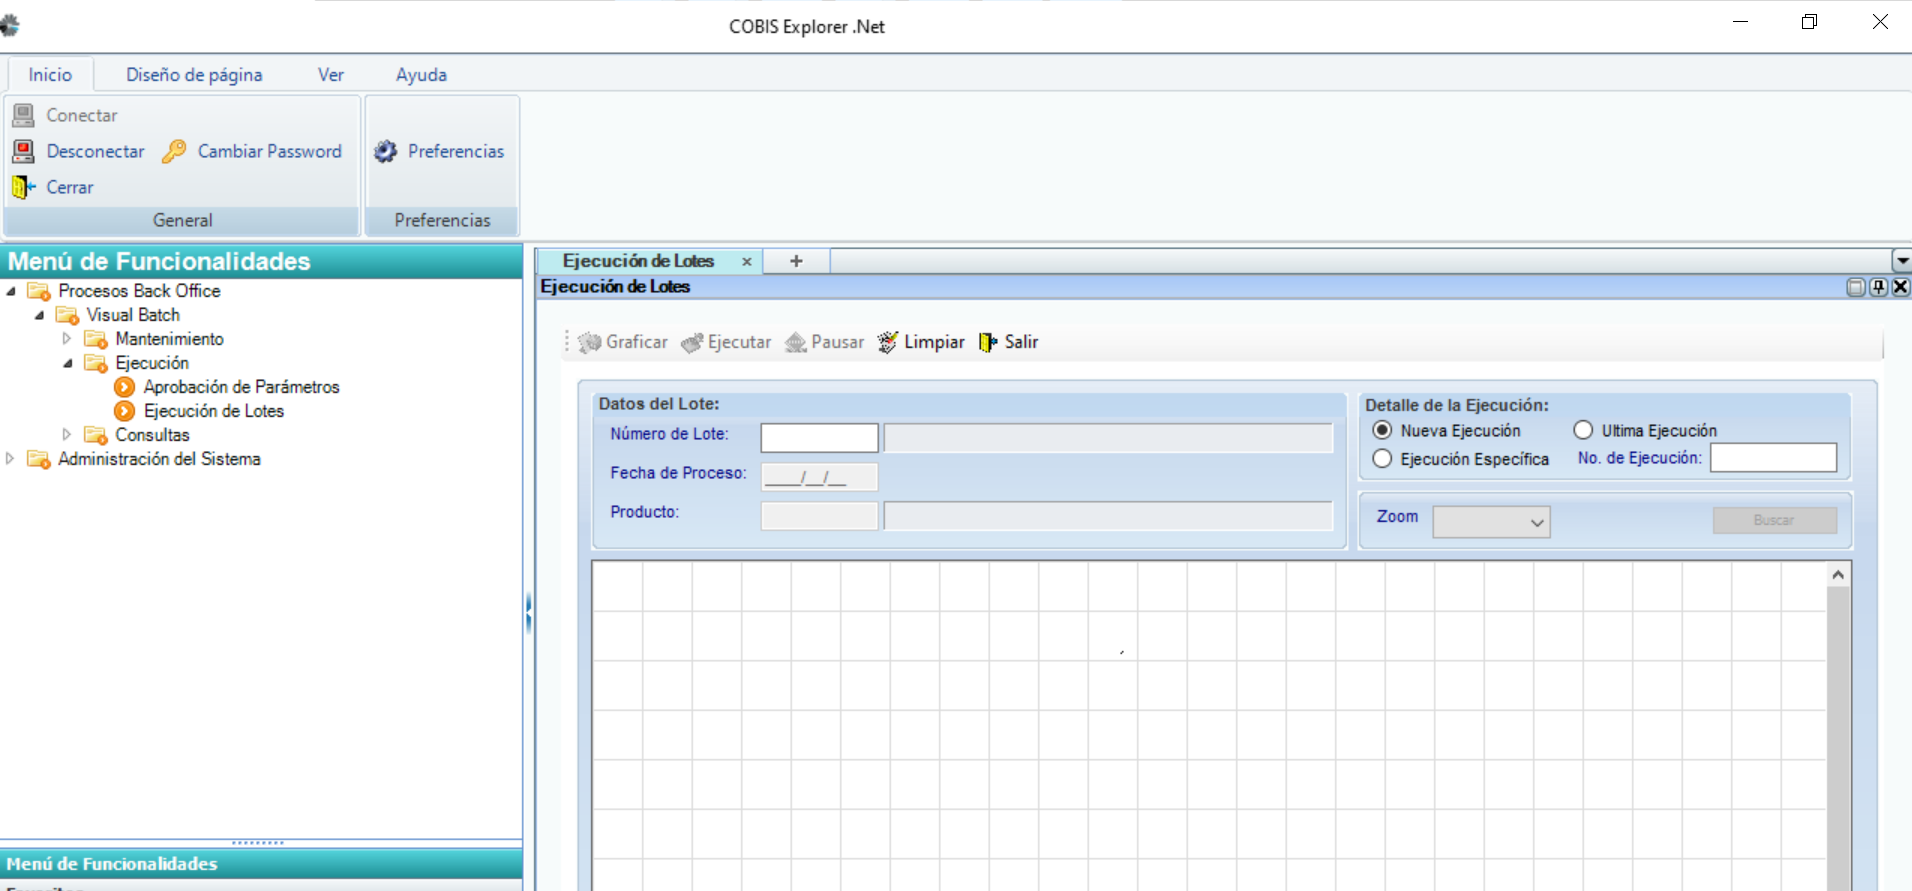 COBIS Explorer .Net
Inicio Diseño de página Ver Ayuda
Conectar
Desconectar Cambiar Password Preferencias
Cerrar
General Preferencias
Menú de Funcionalidades
Procesos Back Office
Visual Batch
Mantenimiento
Ejecución
Aprobación de Parámetros
Ejecución de Lotes
Consultas
Administración del Sistema
Menú de Funcionalidades
Ejecución de Lotes × +
Ejecución de Lotes
Graficar Ejecutar Pausar Limpiar Salir
Datos del Lote:
Número de Lote:
Fecha de Proceso: ____/__/__
Producto:
Detalle de la Ejecución:
Nueva Ejecución Ultima Ejecución
Ejecución Específica No. de Ejecución:
Zoom Buscar